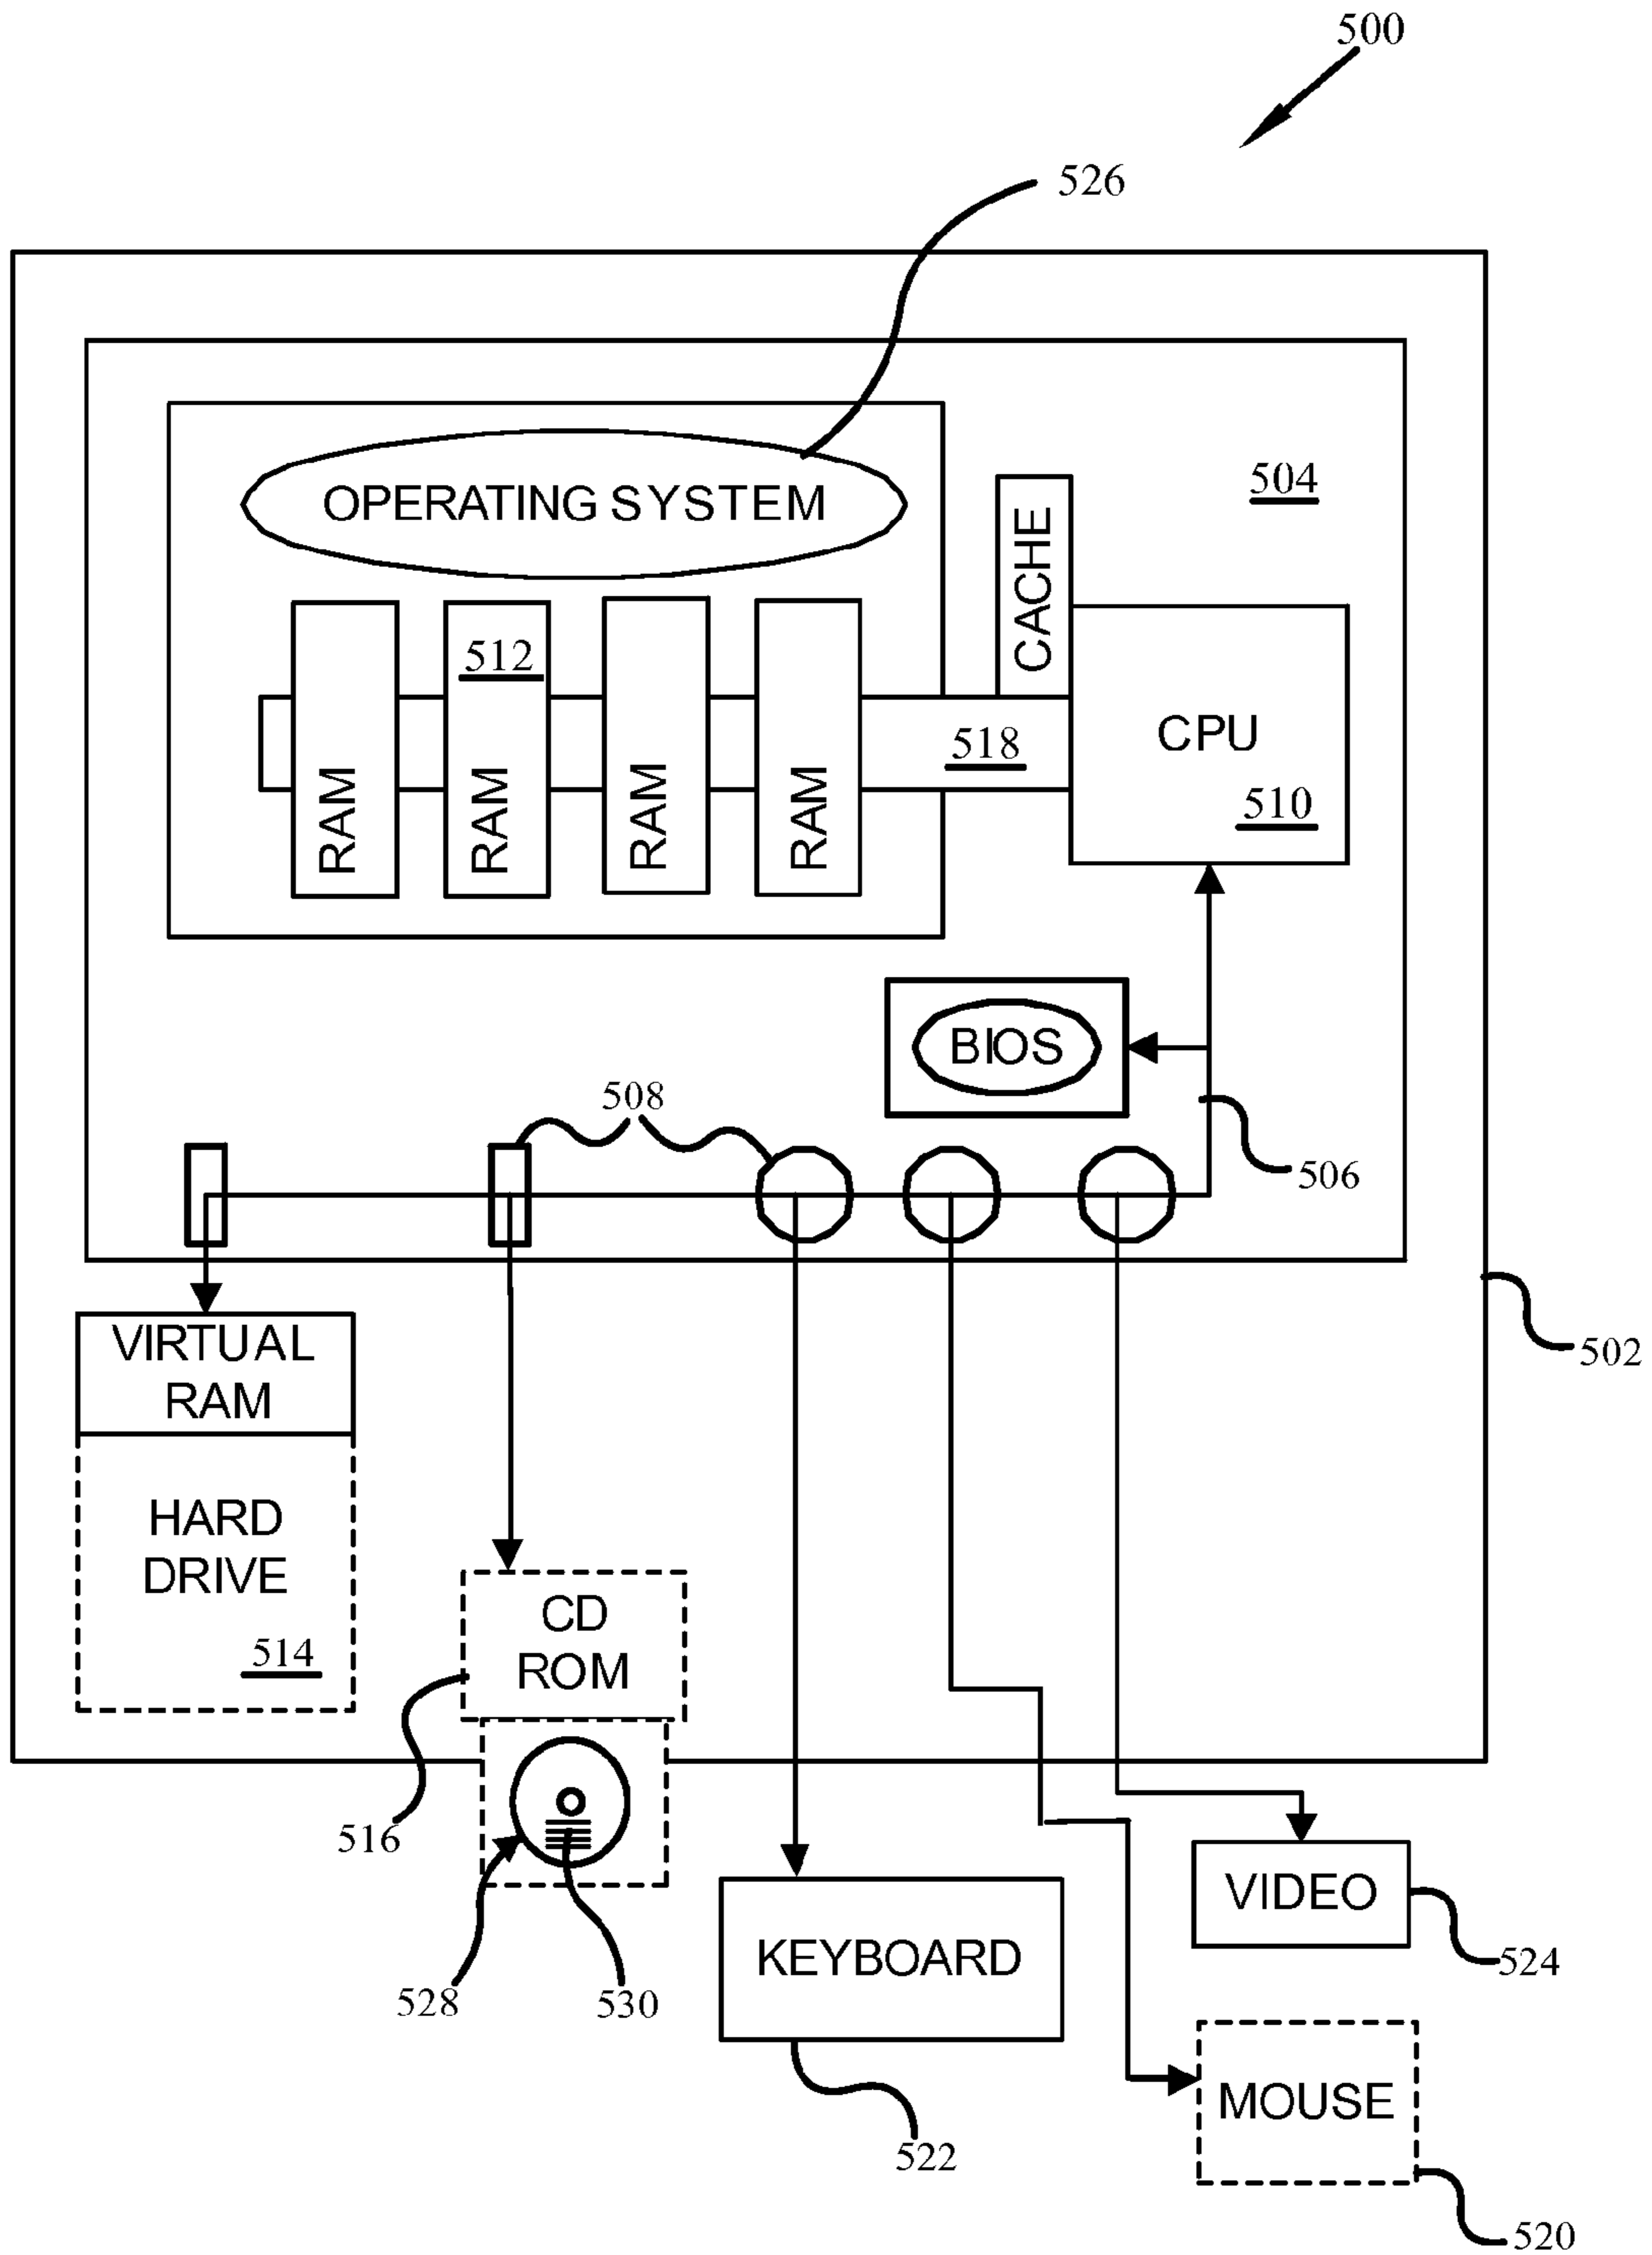 500
526
OPERATING SYSTEM
504
CACHE
512
RAM
RAM
RAM
RAM
518
CPU
510
BIOS
508
506
502
VIRTUAL
RAM
HARD
DRIVE
514
CD
ROM
516
528
530
KEYBOARD
522
VIDEO
524
MOUSE
520